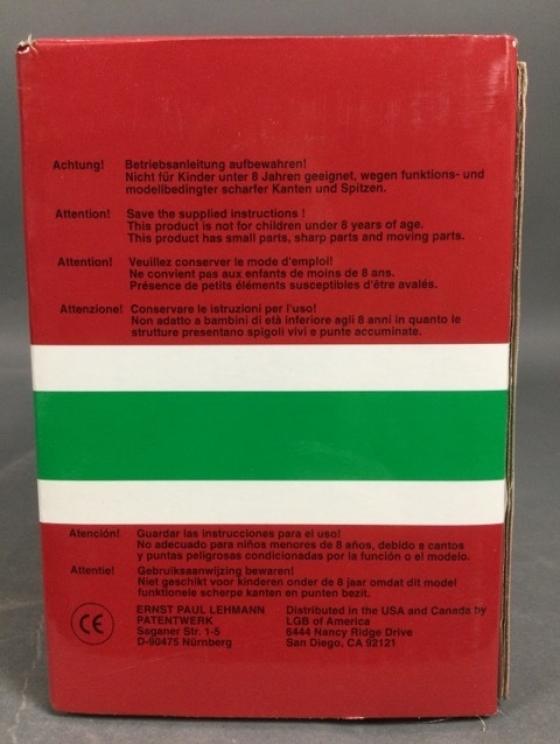 Achtung! Betriebsanleitung aufbewahren!
Nicht für Kinder unter 8 Jahren geeignet, wegen funktions- und
modellbedingter scharfer Kanten und Spitzen.
Attention! Save the supplied instructions !
This product is not for children under 8 years of age.
This product has small parts, sharp parts and moving parts.
Attention! Veuillez conserver le mode d'emploi!
Ne convient pas aux enfants de moins de 8 ans.
Présence de petits éléments susceptibles d'être avalés.
Attenzione! Conservare le istruzioni per l'uso!
Non adatto a bambini di età inferiore agli 8 anni in quanto le
strutture presentano spigoli vivi e punte accuminate.
Atención! Guardar las instrucciones para el uso!
No adecuado para niños menores de 8 años, debido a cantos
y puntas peligrosas condicionadas por la función o el modelo.
Attentie! Gebruiksaanwijzing bewaren!
Niet geschikt voor kinderen onder de 8 jaar omdat dit model
funktionele scherpe kanten en punten bezit.
CE
ERNST PAUL LEHMANN
PATENTWERK
Saganer Str. 1-5
D-90475 Nürnberg
Distributed in the USA and Canada by
LGB of America
6444 Nancy Ridge Drive
San Diego, CA 92121